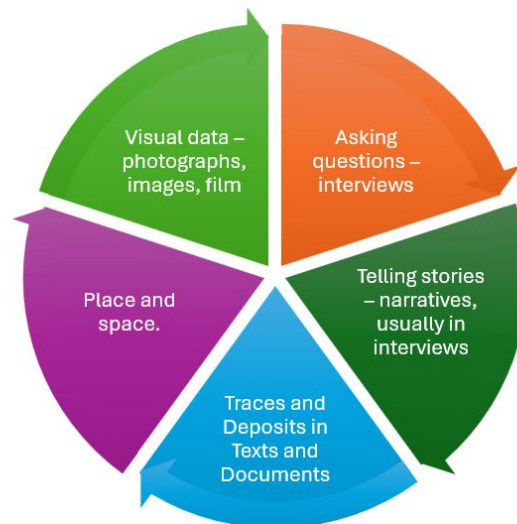 Visual data –
photographs,
images, film
Asking
questions –
interviews
Telling stories
– narratives,
usually in
interviews
Traces and
Deposits in
Texts and
Documents
Place and
space.